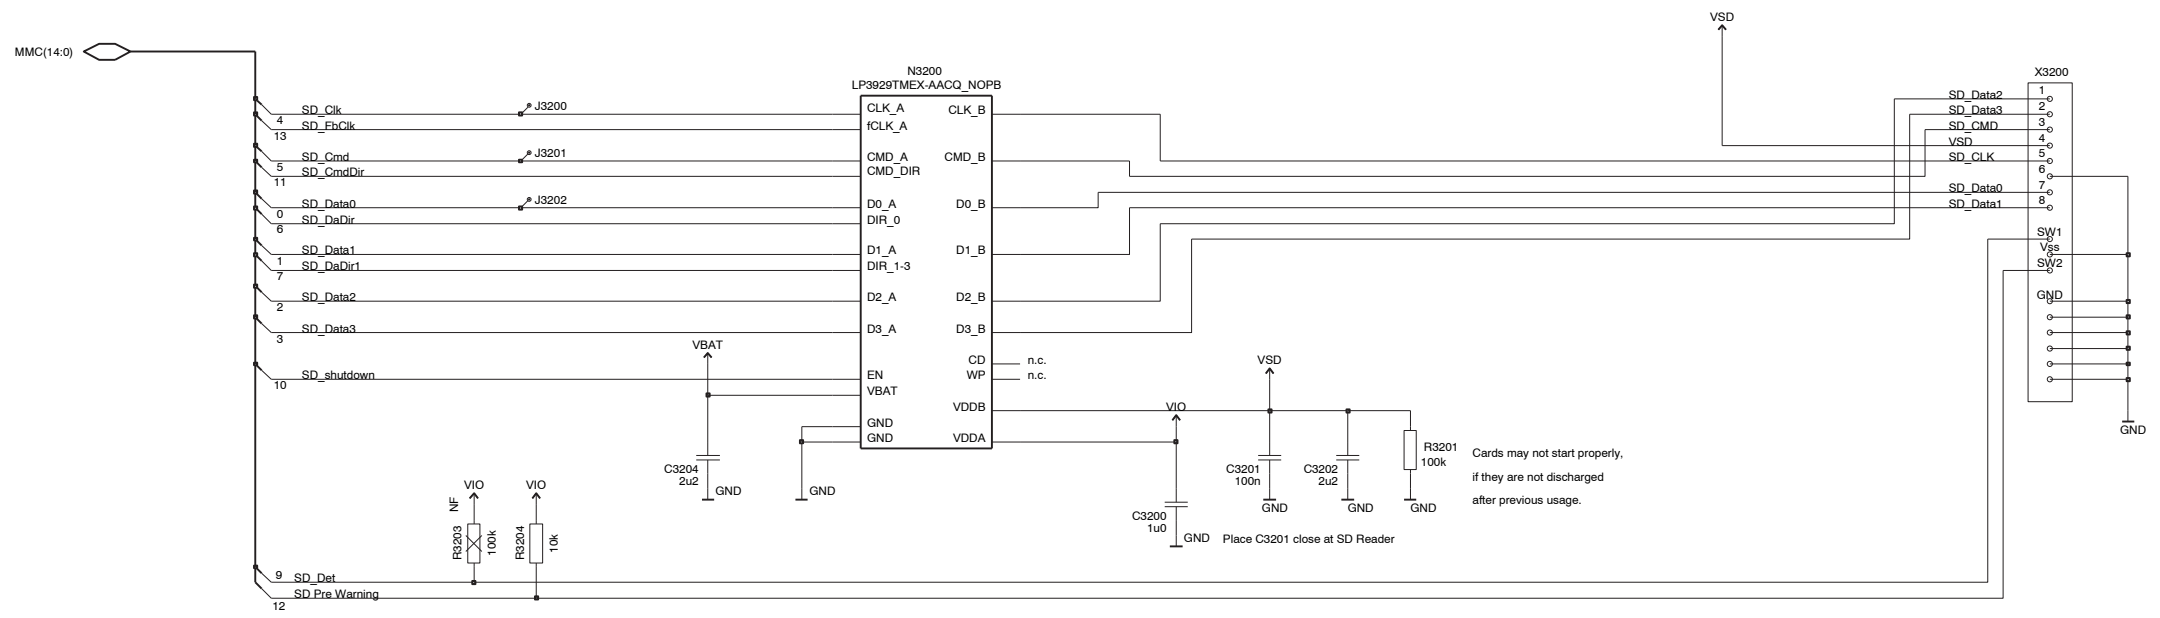 MMC(14:0)
SD_Clk
4
SD_FbClk
13
SD_Cmd
5
SD_CmdDir
11
SD_Data0
0
SD_DaDir
6
SD_Data1
1
SD_DaDir1
7
SD_Data2
2
SD_Data3
3
SD_shutdown
10
9 SD_Det
SD Pre Warning
12
J3200
J3201
J3202
VBAT
C3204
2u2
GND
GND
VIO
NF
R3203
100k
VIO
R3204
10k
N3200
LP3929TMEX-AACQ_NOPB
CLK_A
fCLK_A
CMD_A
CMD_DIR
D0_A
DIR_0
D1_A
DIR_1-3
D2_A
D3_A
EN
VBAT
GND
GND
CLK_B
CMD_B
D0_B
D1_B
D2_B
D3_B
CD
WP
VDDB
VDDA
n.c.
n.c.
VIO
C3200
1u0
GND
VSD
C3201
100n
GND
C3202
2u2
GND
R3201
100k
GND
Cards may not start properly,
if they are not discharged
after previous usage.
Place C3201 close at SD Reader
VSD
X3200
SD_Data2
1
SD_Data3
2
SD_CMD
3
VSD
4
SD_CLK
5
6
SD_Data0
7
SD_Data1
8
SW1
Vss
SW2
GND
GND